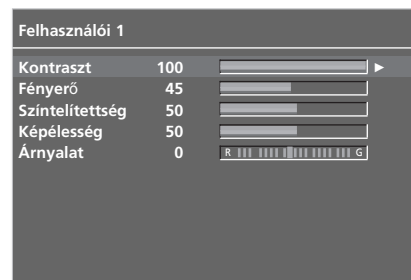 Felhasználói 1
Kontraszt 100
Fényerő 45
Színtelítettség 50
Képélesség 50
Árnyalat 0 R G